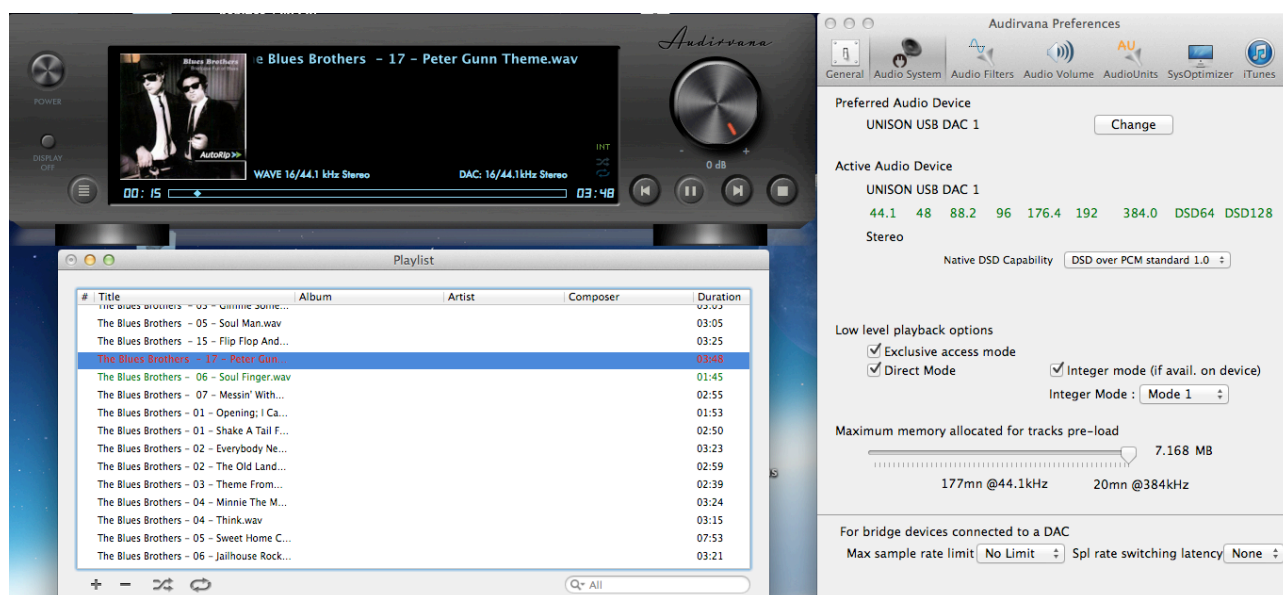 Audirvana
Blues Brothers
AutoRip
e Blues Brothers - 17 - Peter Gunn Theme.wav
POWER
DISPLAY
OFF
INT
WAVE 16/44.1 kHz Stereo
DAC: 16/44.1kHz Stereo
00:15
03:48
- +
0 dB
Playlist
# Title Album Artist Composer Duration
The Blues Brothers - 03 - Gimme Some... 03:03
The Blues Brothers - 05 - Soul Man.wav 03:05
The Blues Brothers - 15 - Flip Flop And... 03:25
The Blues Brothers - 17 - Peter Gun... 03:48
The Blues Brothers - 06 - Soul Finger.wav 01:45
The Blues Brothers - 07 - Messin' With... 02:55
The Blues Brothers - 01 - Opening; I Ca... 01:53
The Blues Brothers - 01 - Shake A Tail F... 02:50
The Blues Brothers - 02 - Everybody Ne... 03:23
The Blues Brothers - 02 - The Old Land... 02:59
The Blues Brothers - 03 - Theme From... 02:39
The Blues Brothers - 04 - Minnie The M... 03:24
The Blues Brothers - 04 - Think.wav 03:15
The Blues Brothers - 05 - Sweet Home C... 07:53
The Blues Brothers - 06 - Jailhouse Rock... 03:21
All
Audirvana Preferences
AU
General Audio System Audio Filters Audio Volume AudioUnits SysOptimizer iTunes
Preferred Audio Device
UNISON USB DAC 1 Change
Active Audio Device
UNISON USB DAC 1
44.1 48 88.2 96 176.4 192 384.0 DSD64 DSD128
Stereo
Native DSD Capability DSD over PCM standard 1.0
Low level playback options
Exclusive access mode
Direct Mode Integer mode (if avail. on device)
Integer Mode : Mode 1
Maximum memory allocated for tracks pre-load
7.168 MB
177mn @44.1kHz 20mn @384kHz
For bridge devices connected to a DAC
Max sample rate limit No Limit Spl rate switching latency None